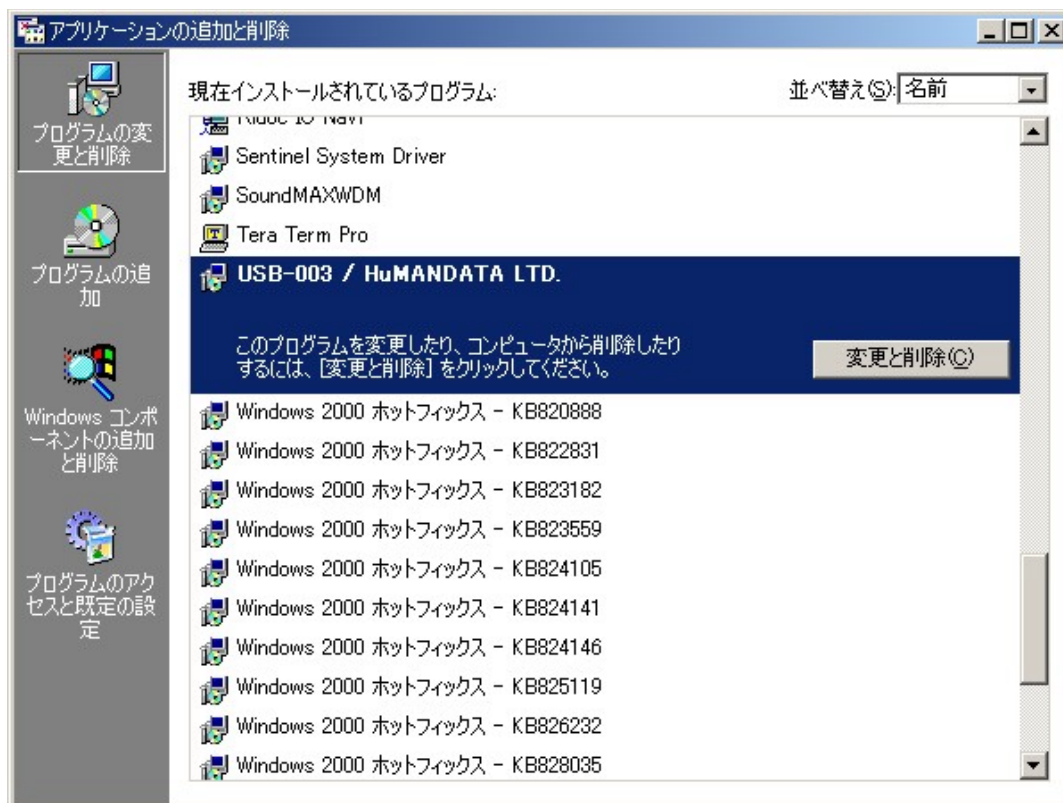 アプリケーションの追加と削除
プログラムの変
更と削除
プログラムの追
加
Windows コンポ
ーネントの追加
と削除
プログラムのアク
セスと既定の設
定
現在インストールされているプログラム:
並べ替え(S): 名前
Ridoc IO Navi
Sentinel System Driver
SoundMAXWDM
Tera Term Pro
USB-003 / HuMANDATA LTD.
このプログラムを変更したり、コンピュータから削除したり
するには、[変更と削除] をクリックしてください。
変更と削除(C)
Windows 2000 ホットフィックス - KB820888
Windows 2000 ホットフィックス - KB822831
Windows 2000 ホットフィックス - KB823182
Windows 2000 ホットフィックス - KB823559
Windows 2000 ホットフィックス - KB824105
Windows 2000 ホットフィックス - KB824141
Windows 2000 ホットフィックス - KB824146
Windows 2000 ホットフィックス - KB825119
Windows 2000 ホットフィックス - KB826232
Windows 2000 ホットフィックス - KB828035